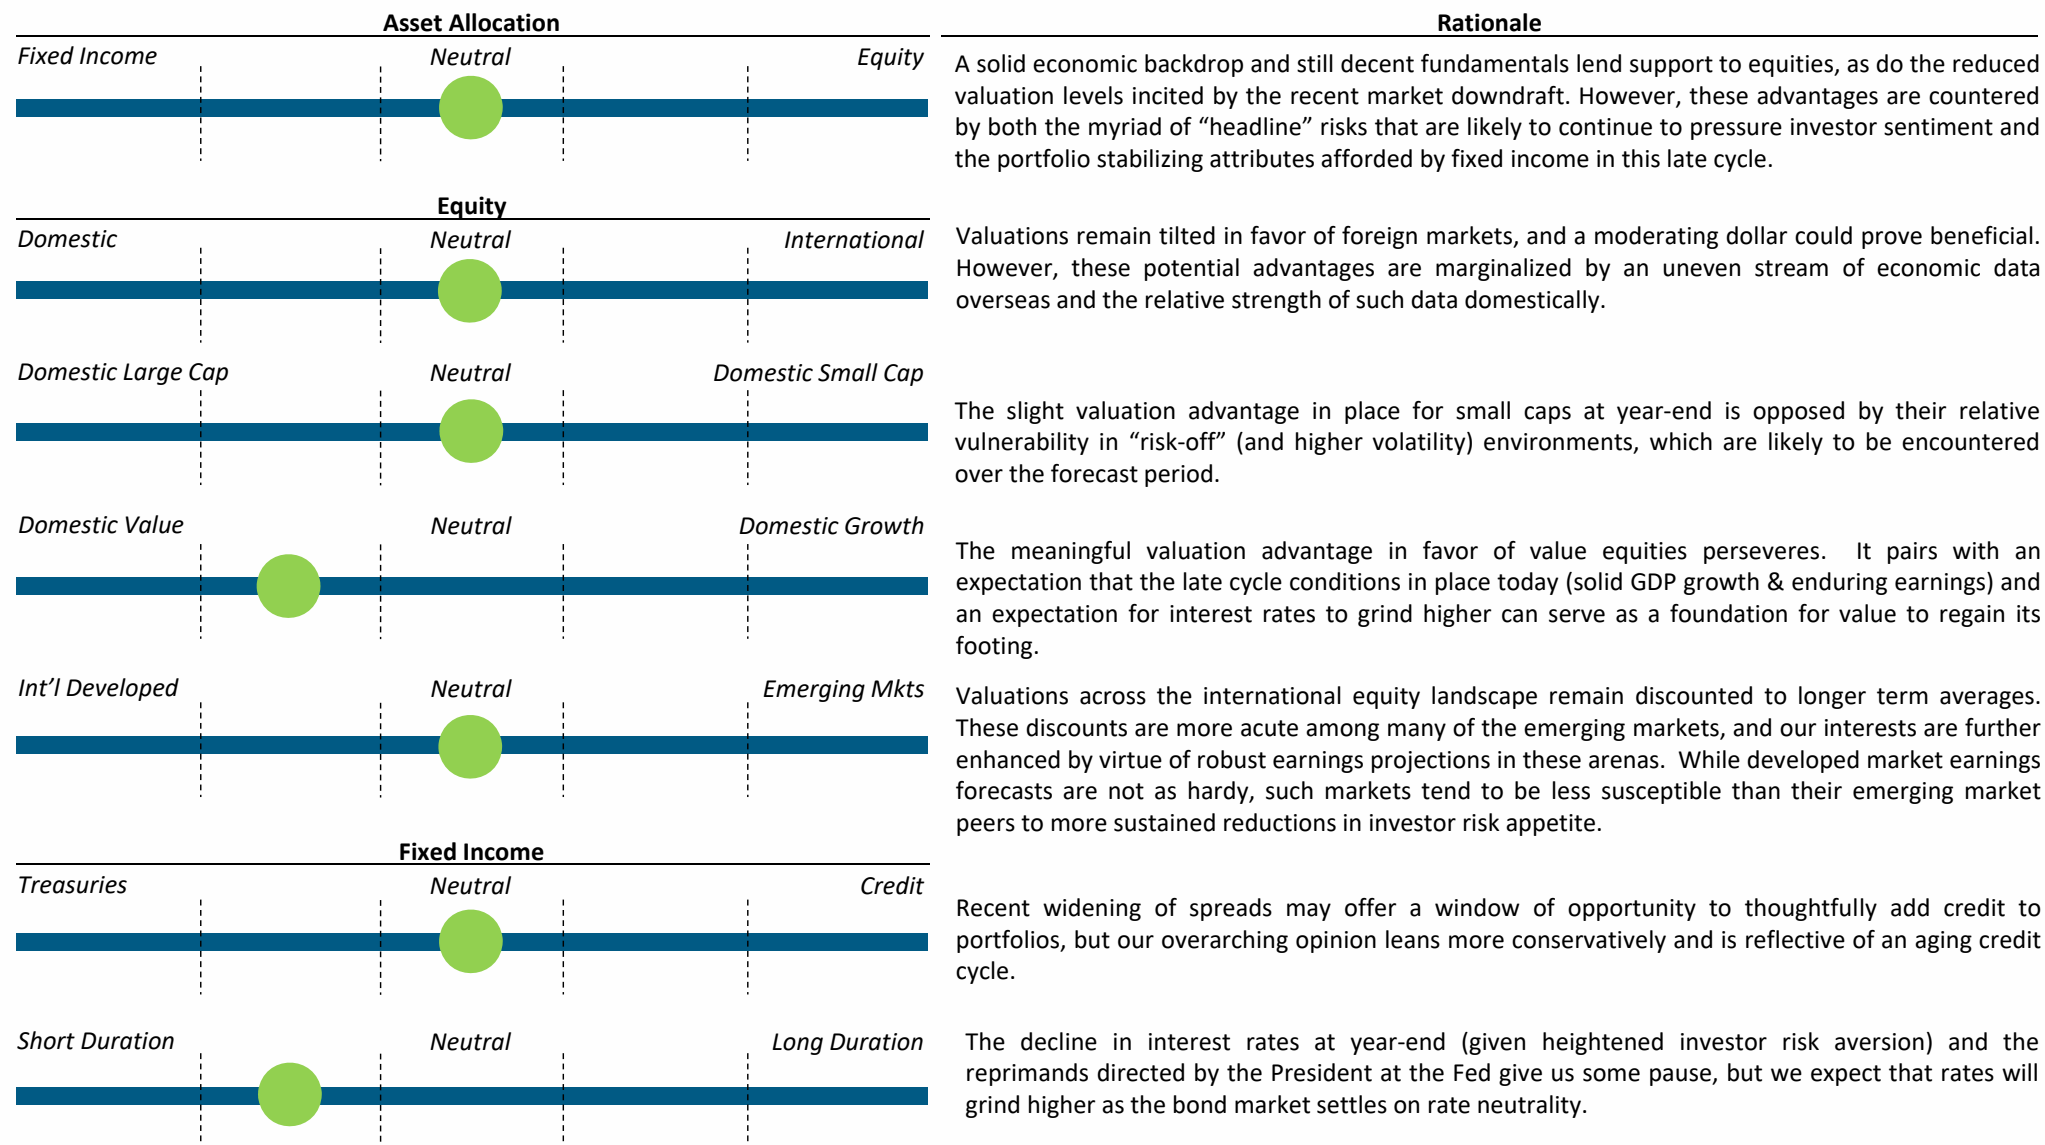 Asset Allocation
Rationale
Fixed Income
Neutral
Equity
A solid economic backdrop and still decent fundamentals lend support to equities, as do the reduced
valuation levels incited by the recent market downdraft. However, these advantages are countered
by both the myriad of “headline” risks that are likely to continue to pressure investor sentiment and
the portfolio stabilizing attributes afforded by fixed income in this late cycle.
Equity
Domestic
Neutral
International
Valuations remain tilted in favor of foreign markets, and a moderating dollar could prove beneficial.
However, these potential advantages are marginalized by an uneven stream of economic data
overseas and the relative strength of such data domestically.
Domestic Large Cap
Neutral
Domestic Small Cap
The slight valuation advantage in place for small caps at year-end is opposed by their relative
vulnerability in “risk-off” (and higher volatility) environments, which are likely to be encountered
over the forecast period.
Domestic Value
Neutral
Domestic Growth
The meaningful valuation advantage in favor of value equities perseveres. It pairs with an
expectation that the late cycle conditions in place today (solid GDP growth & enduring earnings) and
an expectation for interest rates to grind higher can serve as a foundation for value to regain its
footing.
Int’l Developed
Neutral
Emerging Mkts
Valuations across the international equity landscape remain discounted to longer term averages.
These discounts are more acute among many of the emerging markets, and our interests are further
enhanced by virtue of robust earnings projections in these arenas. While developed market earnings
forecasts are not as hardy, such markets tend to be less susceptible than their emerging market
peers to more sustained reductions in investor risk appetite.
Fixed Income
Treasuries
Neutral
Credit
Recent widening of spreads may offer a window of opportunity to thoughtfully add credit to
portfolios, but our overarching opinion leans more conservatively and is reflective of an aging credit
cycle.
Short Duration
Neutral
Long Duration
The decline in interest rates at year-end (given heightened investor risk aversion) and the
reprimands directed by the President at the Fed give us some pause, but we expect that rates will
grind higher as the bond market settles on rate neutrality.